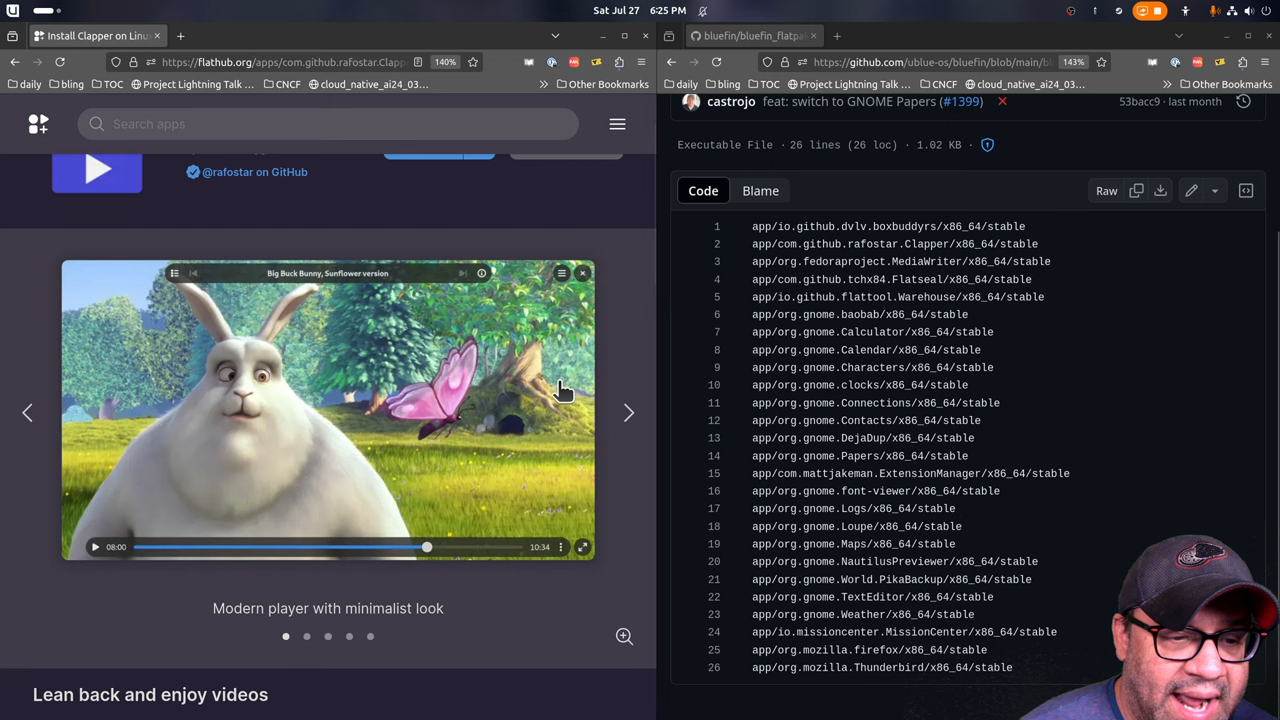 Sat Jul 27 6:25 PM
Install Clapper on Linu
https://flathub.org/apps/com.github.rafostar.Clapp
140%
daily
bling
TOC
Project Lightning Talk ...
CNCF
cloud_native_ai24_03...
Other Bookmarks
Search apps
@rafostar on GitHub
Big Buck Bunny, Sunflower version
08:00
10:34
Modern player with minimalist look
Lean back and enjoy videos
bluefin/bluefin_flatpa
https://github.com/ublue-os/bluefin/blob/main/b
143%
daily
bling
TOC
Project Lightning Talk ...
CNCF
cloud_native_ai24_03...
Other Bookmarks
castrojo feat: switch to GNOME Papers (#1399) 53bacc9 · last month
Executable File · 26 lines (26 loc) · 1.02 KB ·
Code Blame Raw
1 app/io.github.dvlv.boxbuddyrs/x86_64/stable
2 app/com.github.rafostar.Clapper/x86_64/stable
3 app/org.fedoraproject.MediaWriter/x86_64/stable
4 app/com.github.tchx84.Flatseal/x86_64/stable
5 app/io.github.flattool.Warehouse/x86_64/stable
6 app/org.gnome.baobab/x86_64/stable
7 app/org.gnome.Calculator/x86_64/stable
8 app/org.gnome.Calendar/x86_64/stable
9 app/org.gnome.Characters/x86_64/stable
10 app/org.gnome.clocks/x86_64/stable
11 app/org.gnome.Connections/x86_64/stable
12 app/org.gnome.Contacts/x86_64/stable
13 app/org.gnome.DejaDup/x86_64/stable
14 app/org.gnome.Papers/x86_64/stable
15 app/com.mattjakeman.ExtensionManager/x86_64/stable
16 app/org.gnome.font-viewer/x86_64/stable
17 app/org.gnome.Logs/x86_64/stable
18 app/org.gnome.Loupe/x86_64/stable
19 app/org.gnome.Maps/x86_64/stable
20 app/org.gnome.NautilusPreviewer/x86_64/stable
21 app/org.gnome.World.PikaBackup/x86_64/stable
22 app/org.gnome.TextEditor/x86_64/stable
23 app/org.gnome.Weather/x86_64/stable
24 app/io.missioncenter.MissionCenter/x86_64/stable
25 app/org.mozilla.firefox/x86_64/stable
26 app/org.mozilla.Thunderbird/x86_64/stable